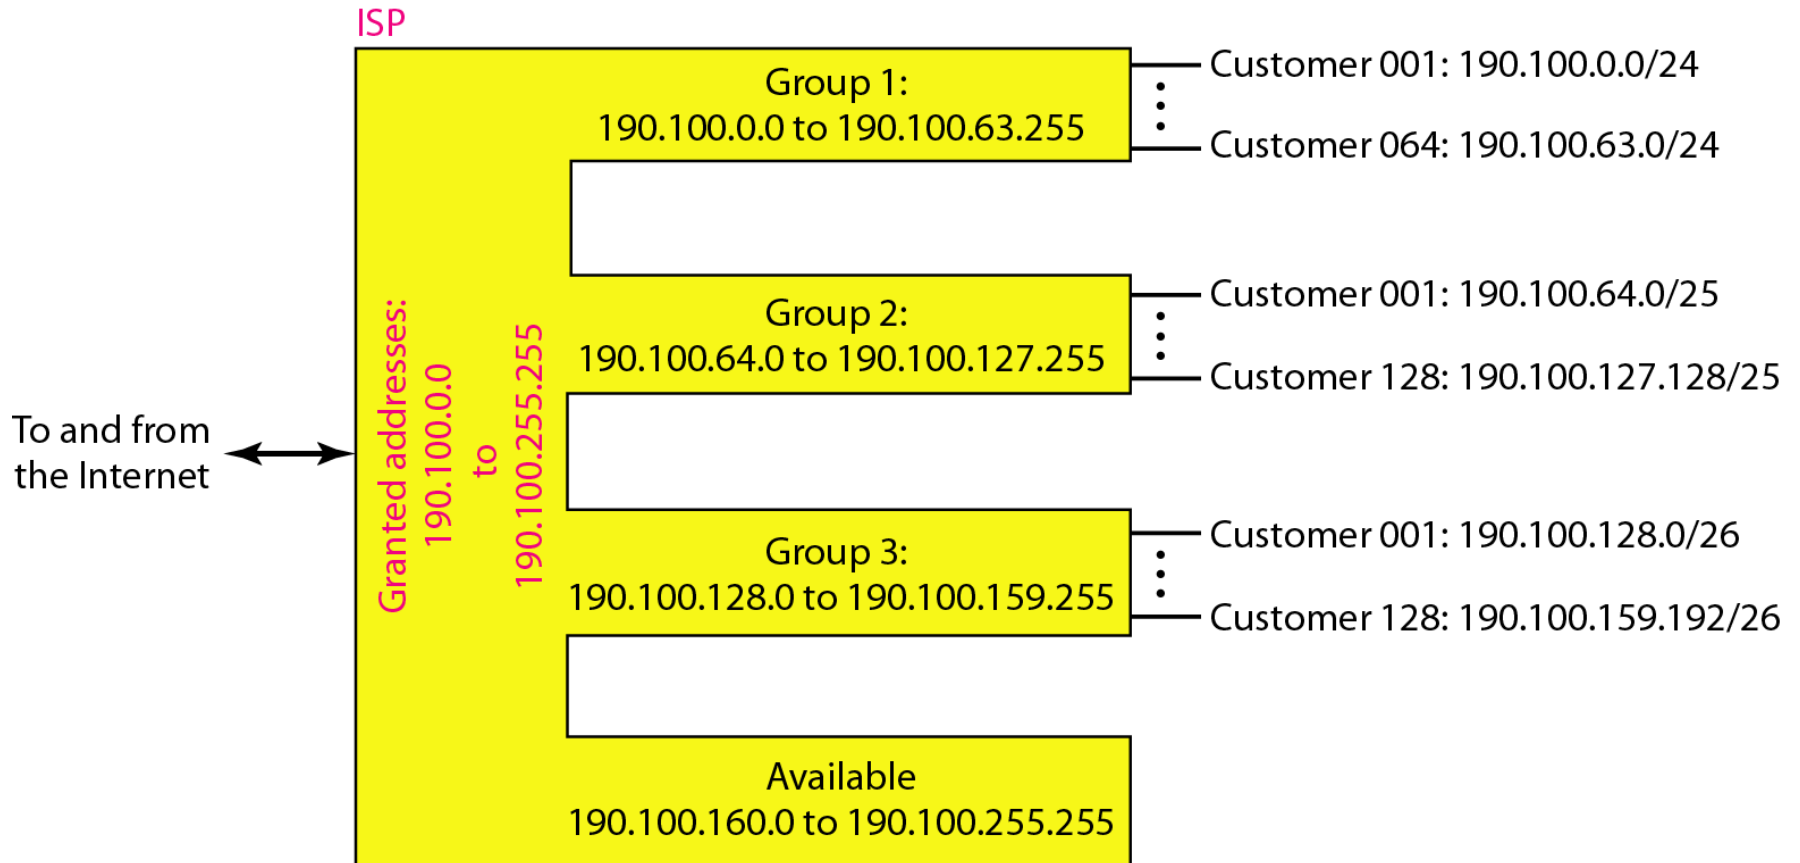 ISP
Group 1:
190.100.0.0 to 190.100.63.255
Customer 001: 190.100.0.0/24
Customer 064: 190.100.63.0/24
Group 2:
190.100.64.0 to 190.100.127.255
Customer 001: 190.100.64.0/25
Customer 128: 190.100.127.128/25
To and from
the Internet
Granted addresses:
190.100.0.0
to
190.100.255.255
Group 3:
190.100.128.0 to 190.100.159.255
Customer 001: 190.100.128.0/26
Customer 128: 190.100.159.192/26
Available
190.100.160.0 to 190.100.255.255